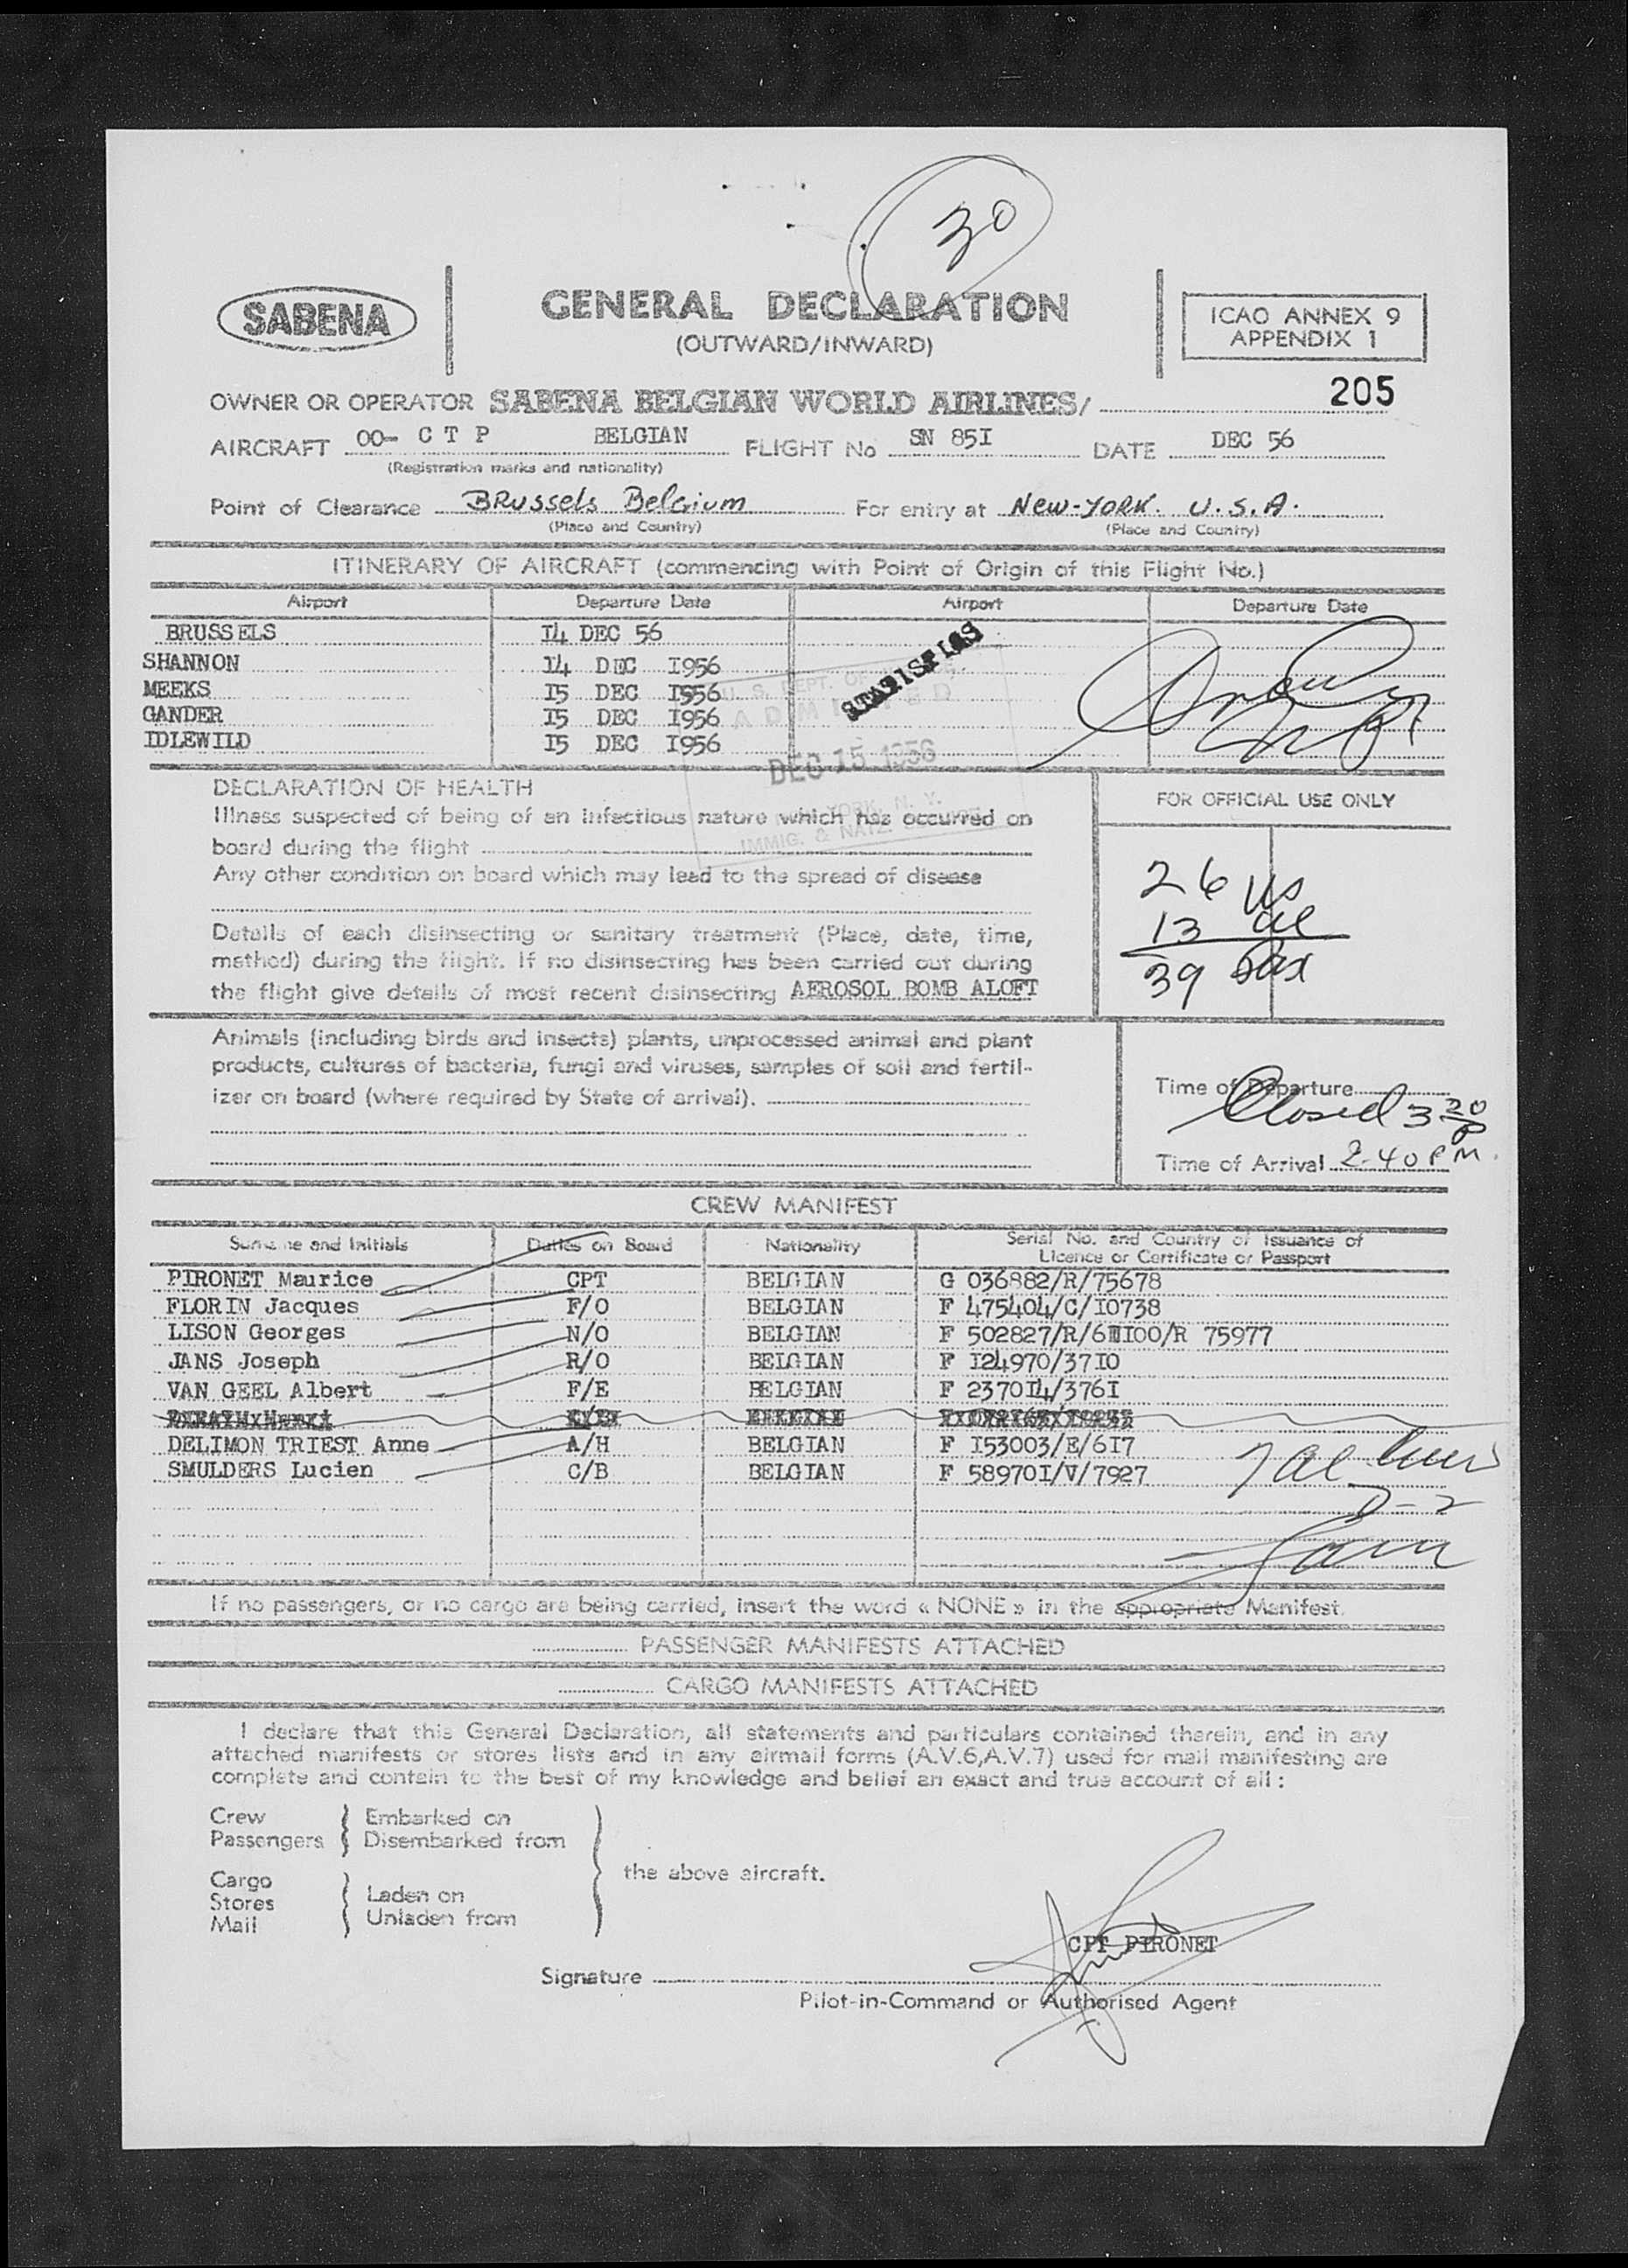 30
SABENA
GENERAL DECLARATION
(OUTWARD/INWARD)
ICAO ANNEX 9
APPENDIX 1
205
OWNER OR OPERATOR SABENA BELGIAN WORLD AIRLINES/
AIRCRAFT OO- C T P BELGIAN FLIGHT No SN 85I DATE DEC 56
(Registration marks and nationality)
Point of Clearance BRussels Belgium For entry at New-YORK. U.S.A.
(Place and Country) (Place and Country)
ITINERARY OF AIRCRAFT (commencing with Point of Origin of this Flight No.)
Airport Departure Date Airport Departure Date
BRUSSELS I4 DEC 56
SHANNON I4 DEC I956
MEEKS I5 DEC I556
GANDER I5 DEC I956
IDLEWILD I5 DEC I956
U. S. DEPT. OF
ADMITTED
DEC 15 1956
YORK, N. Y.
IMMIG. & NATZ.
DECLARATION OF HEALTH
Illness suspected of being of an infectious nature which has occurred on
board during the flight
Any other condition on board which may lead to the spread of disease
Details of each disinsecting or sanitary treatment (Place, date, time,
method) during the flight. If no disinsecting has been carried out during
the flight give details of most recent disinsecting AEROSOL BOMB ALOFT
FOR OFFICIAL USE ONLY
26 US
13 al
39 Pax
Animals (including birds and insects) plants, unprocessed animal and plant
products, cultures of bacteria, fungi and viruses, samples of soil and fertil-
izer on board (where required by State of arrival).
Time of Departure
Closed 3 20 P
Time of Arrival 2.40 PM.
CREW MANIFEST
Surname and Initials Duties on Board Nationality Serial No. and Country of Issuance of
Licence or Certificate or Passport
PIRONET Maurice CPT BELGIAN G 036882/R/75678
FLORIN Jacques F/O BELGIAN F 475404/C/I0738
LISON Georges N/O BELGIAN F 502827/R/6 I00/R 75977
JANS Joseph R/O BELGIAN F I24970/37I0
VAN GEEL Albert F/E BELGIAN F 2370I4/376I
DELIMON TRIEST Anne A/H BELGIAN F I53003/E/6I7
SMULDERS Lucien C/B BELGIAN F 58970I/V/7927
7 al
D-2
If no passengers, or no cargo are being carried, insert the word « NONE » in the appropriate Manifest.
PASSENGER MANIFESTS ATTACHED
CARGO MANIFESTS ATTACHED
I declare that this General Declaration, all statements and particulars contained therein, and in any
attached manifests or stores lists and in any airmail forms (A.V.6,A.V.7) used for mail manifesting are
complete and contain to the best of my knowledge and belief an exact and true account of all :
Crew Embarked on
Passengers Disembarked from
the above aircraft.
Cargo
Stores Laden on
Mail Unladen from
CPT PIRONET
Signature
Pilot-in-Command or Authorised Agent